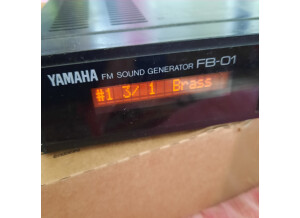 YAMAHA FM SOUND GENERATOR FB-01
#1 3/ 1 Brass